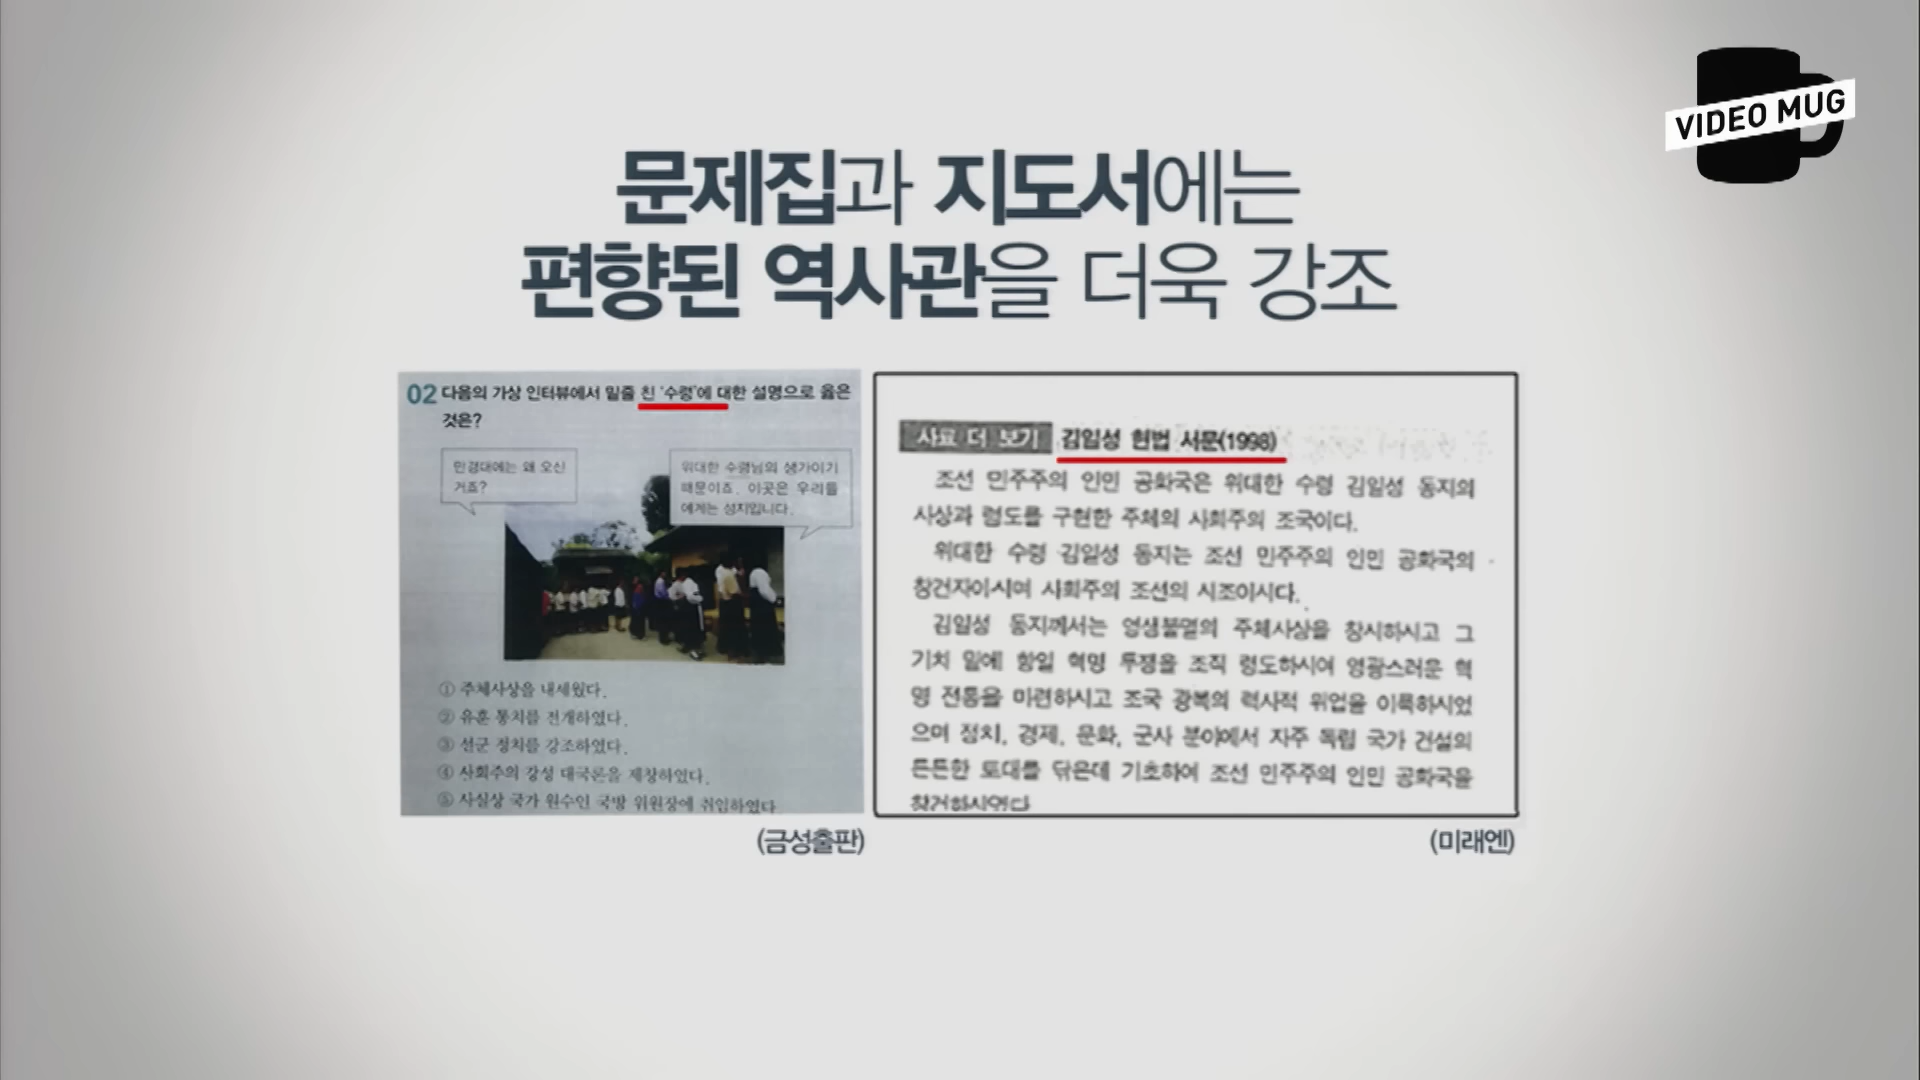 VIDEO MUG
문제집과 지도서에는
편향된 역사관을 더욱 강조
02 다음의 가상 인터뷰에서 밑줄 친 '수령'에 대한 설명으로 옳은
것은?
만경대에는 왜 오신
거죠?
위대한 수령님의 생가이기
때문이죠. 이곳은 우리들
에게는 성지입니다.
① 주체사상을 내세웠다.
② 유훈 통치를 전개하였다.
③ 선군 정치를 강조하였다.
④ 사회주의 강성 대국론을 제창하였다.
⑤ 사실상 국가 원수인 국방 위원장에 취임하였다
(금성출판)
사료 더 보기 김일성 헌법 서문(1998)
조선 민주주의 인민 공화국은 위대한 수령 김일성 동지의
사상과 령도를 구현한 주체의 사회주의 조국이다.
위대한 수령 김일성 동지는 조선 민주주의 인민 공화국의
창건자이시며 사회주의 조선의 시조이시다.
김일성 동지께서는 영생불멸의 주체사상을 창시하시고 그
기치 밑에 항일 혁명 투쟁을 조직 령도하시여 영광스러운 혁
명 전통을 마련하시고 조국 광복의 력사적 위업을 이룩하시었
으며 정치, 경제, 문화, 군사 분야에서 자주 독립 국가 건설의
든든한 토대를 닦은데 기초하여 조선 민주주의 인민 공화국을
창건하시였다
(미래엔)